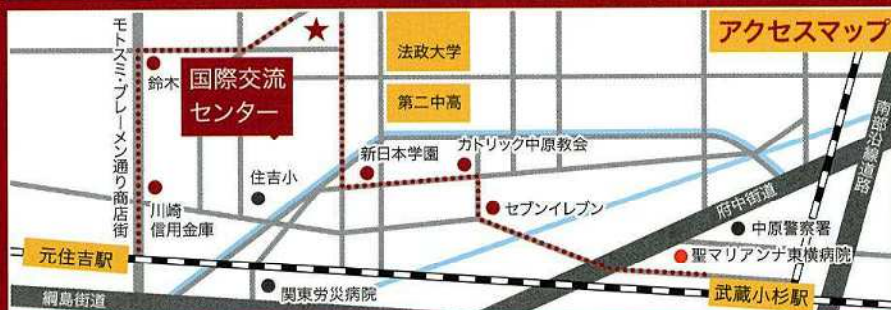 アクセスマップ
モトスミ・ブレーメン通り商店街
鈴木
国際交流
センター
法政大学
第二中高
南部沿線道路
新日本学園
カトリック中原教会
住吉小
川崎
信用金庫
セブンイレブン
府中街道
中原警察署
聖マリアンナ東横病院
元住吉駅
関東労災病院
武蔵小杉駅
綱島街道